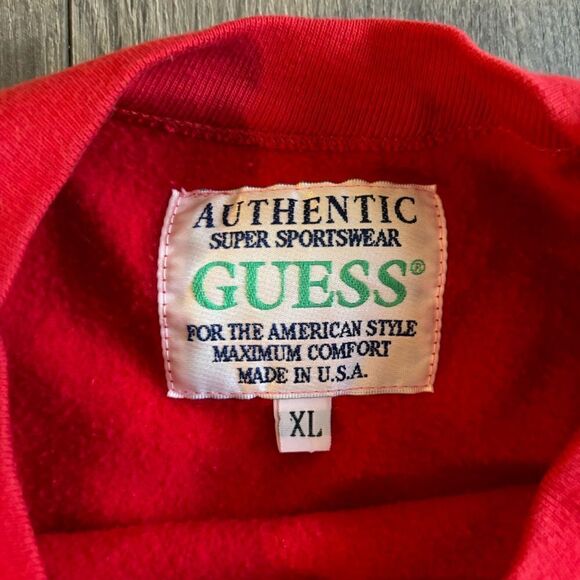 AUTHENTIC
SUPER SPORTSWEAR
GUESS®
FOR THE AMERICAN STYLE
MAXIMUM COMFORT
MADE IN U.S.A.
XL